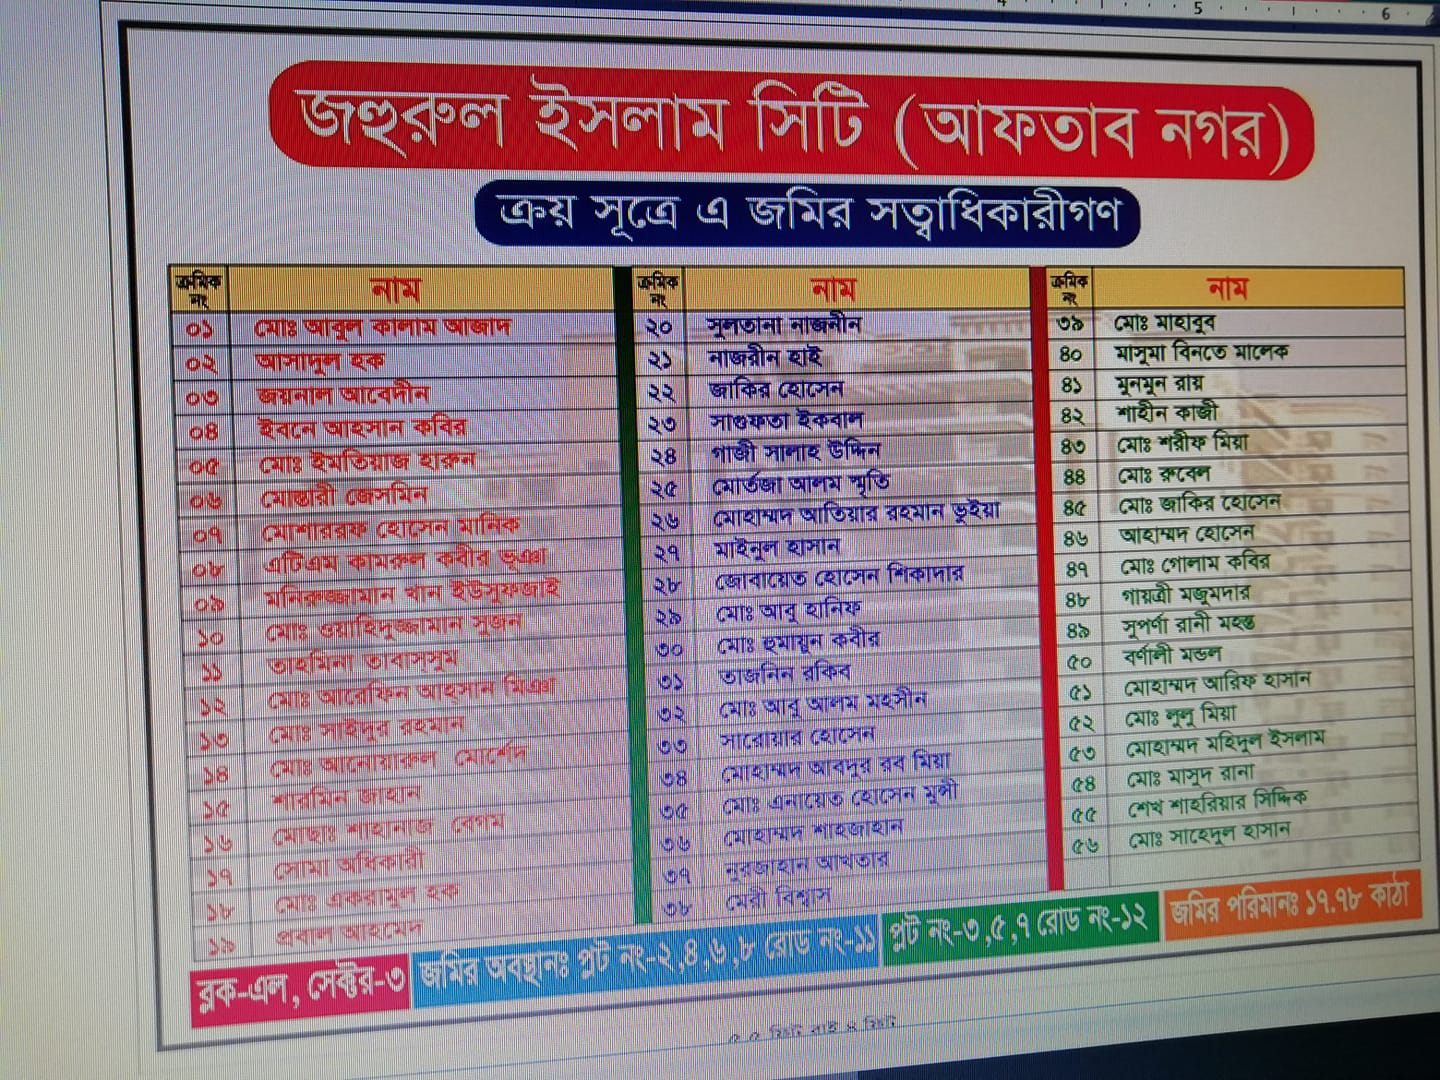 জহুরুল ইসলাম সিটি (আফতাব নগর)
ক্রয় সূত্রে এ জমির সত্বাধিকারীগণ
ক্রমিক নং নাম
০১ মোঃ আবুল কালাম আজাদ
০২ আসাদুল হক
০৩ জয়নাল আবেদীন
০৪ ইবনে আহসান কবির
০৫ মোঃ ইমতিয়াজ হারুন
০৬ মোস্তারী জেসমিন
০৭ মোশাররফ হোসেন মানিক
০৮ এটিএম কামরুল কবীর ভূঞা
০৯ মনিরুজ্জামান খান ইউসুফজাই
১০ মোঃ ওয়াহিদুজ্জামান সুজন
১১ তাহমিনা তাবাসসুম
১২ মোঃ আরেফিন আহসান মিঞা
১৩ মোঃ সাইদুর রহমান
১৪ মোঃ আনোয়ারুল মোর্শেদ
১৫ শারমিন জাহান
১৬ মোছাঃ শাহনাজ বেগম
১৭ সোমা অধিকারী
১৮ মোঃ একরামুল হক
১৯ প্রবাল আহমেদ
ক্রমিক নং নাম
২০ সুলতানা নাজনীন
২১ নাজরীন হাই
২২ জাকির হোসেন
২৩ সাগুফতা ইকবাল
২৪ গাজী সালাহ উদ্দিন
২৫ মোর্তজা আলম স্মৃতি
২৬ মোহাম্মদ আতিয়ার রহমান ভুইয়া
২৭ মাইনুল হাসান
২৮ জোবায়েত হোসেন শিকাদার
২৯ মোঃ আবু হানিফ
৩০ মোঃ হুমায়ুন কবীর
৩১ তাজনিন রকিব
৩২ মোঃ আবু আলম মহসীন
৩৩ সারোয়ার হোসেন
৩৪ মোহাম্মদ আবদুর রব মিয়া
৩৫ মোঃ এনায়েত হোসেন মুন্সী
৩৬ মোহাম্মদ শাহজাহান
৩৭ নুরজাহান আখতার
৩৮ মেরী বিশ্বাস
ক্রমিক নং নাম
৩৯ মোঃ মাহাবুব
৪০ মাসুমা বিনতে মালেক
৪১ মুনমুন রায়
৪২ শাহীন কাজী
৪৩ মোঃ শরীফ মিয়া
৪৪ মোঃ রুবেল
৪৫ মোঃ জাকির হোসেন
৪৬ আহাম্মদ হোসেন
৪৭ মোঃ গোলাম কবির
৪৮ গায়ত্রী মজুমদার
৪৯ সুপর্ণা রানী মহন্ত
৫০ বর্ণালী মন্ডল
৫১ মোহাম্মদ আরিফ হাসান
৫২ মোঃ লুলু মিয়া
৫৩ মোহাম্মদ মহিদুল ইসলাম
৫৪ মোঃ মাসুদ রানা
৫৫ শেখ শাহরিয়ার সিদ্দিক
৫৬ মোঃ সাহেদুল হাসান
ব্লক-এল, সেক্টর-৩ জমির অবস্থানঃ প্লট নং-২,৪,৬,৮ রোড নং-১১ প্লট নং-৩,৫,৭ রোড নং-১২ জমির পরিমানঃ ১৭.৭৮ কাঠা
5 6